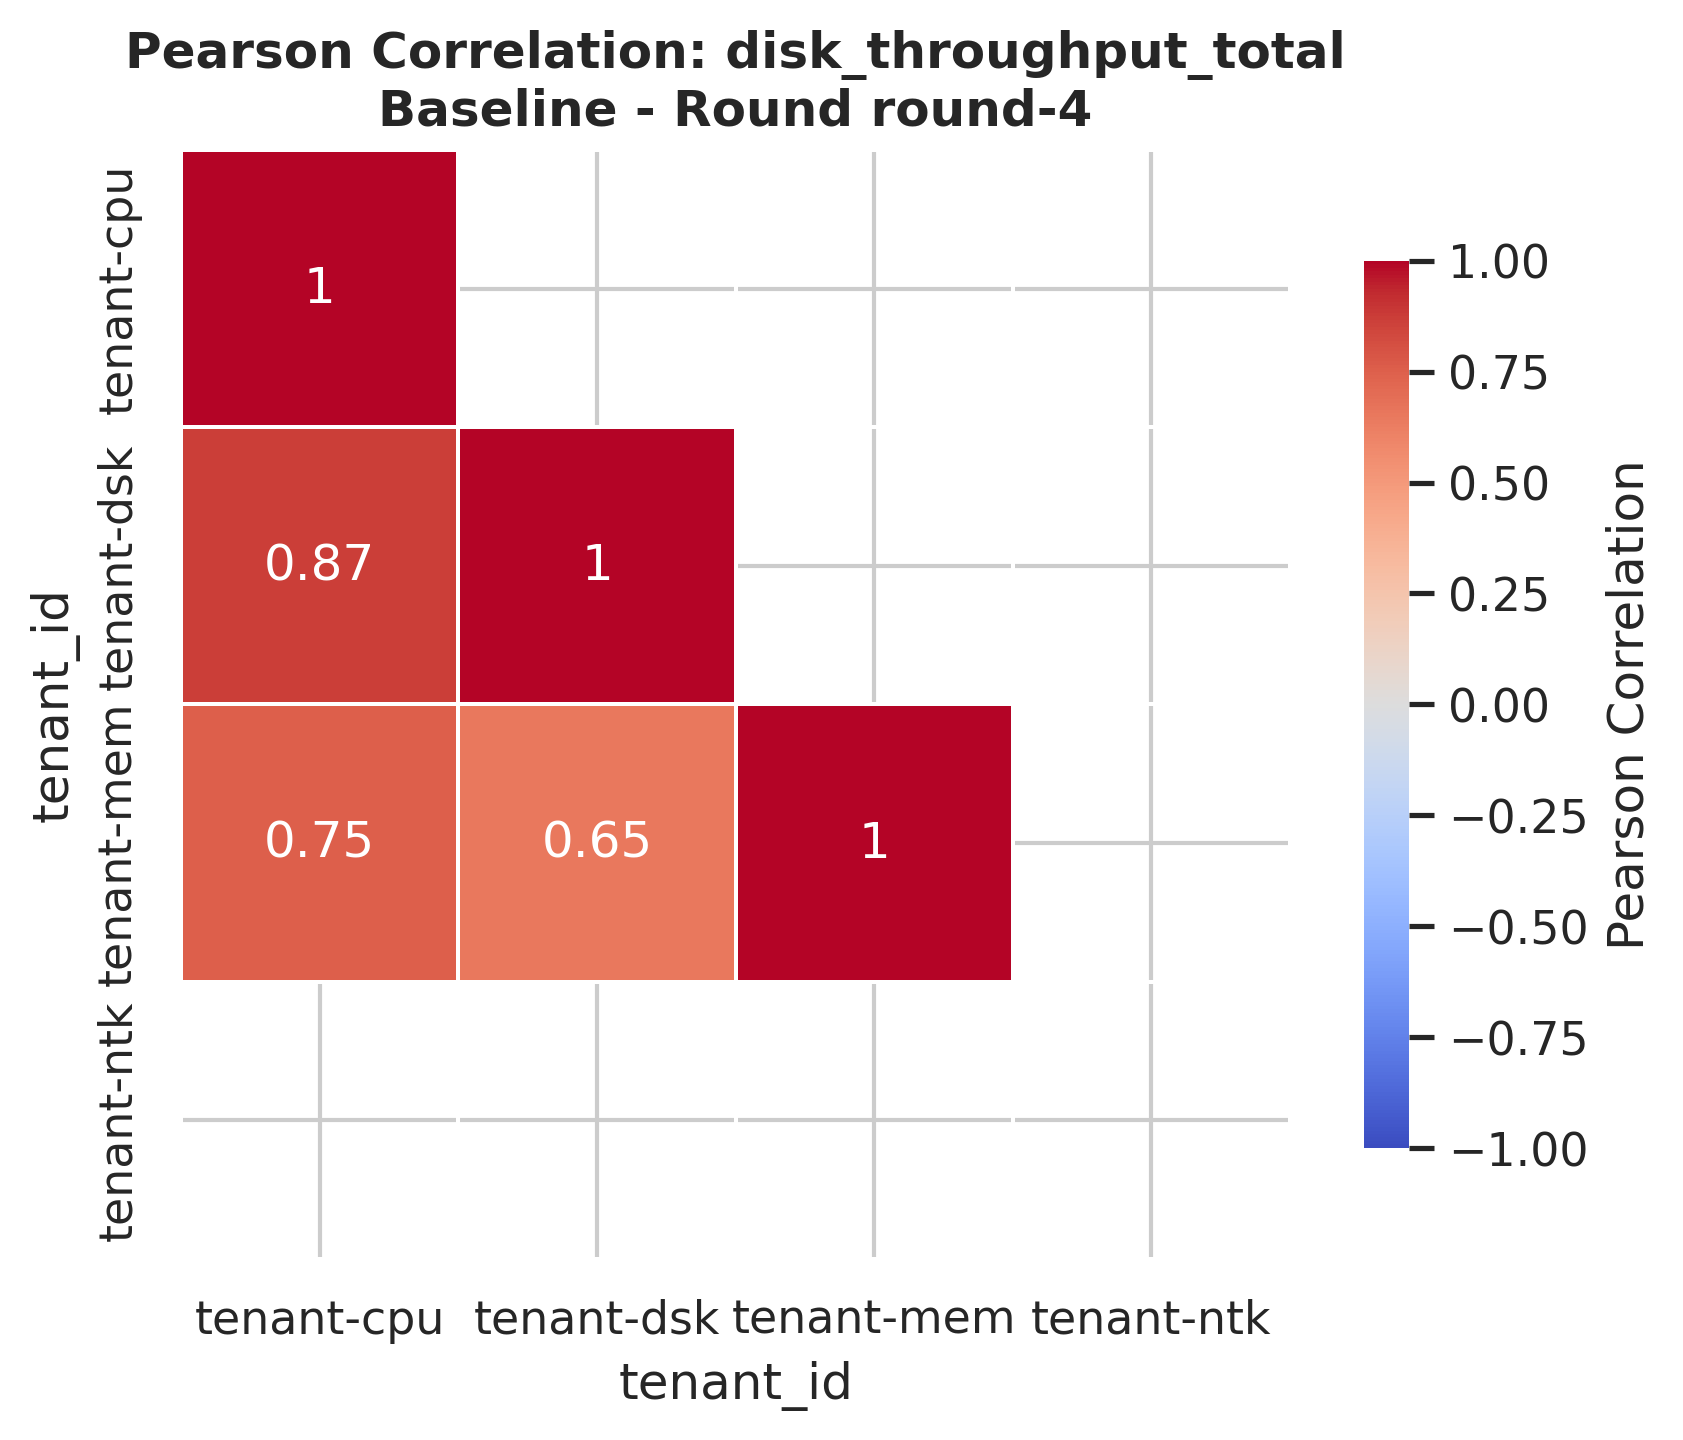 Pearson Correlation: disk_throughput_total
Baseline - Round round-4
tenant_id
tenant-cpu
tenant-dsk
tenant-mem
tenant-ntk
1
0.87
1
0.75
0.65
1
tenant-cpu
tenant-dsk
tenant-mem
tenant-ntk
tenant_id
1.00
0.75
0.50
0.25
0.00
−0.25
−0.50
−0.75
−1.00
Pearson Correlation